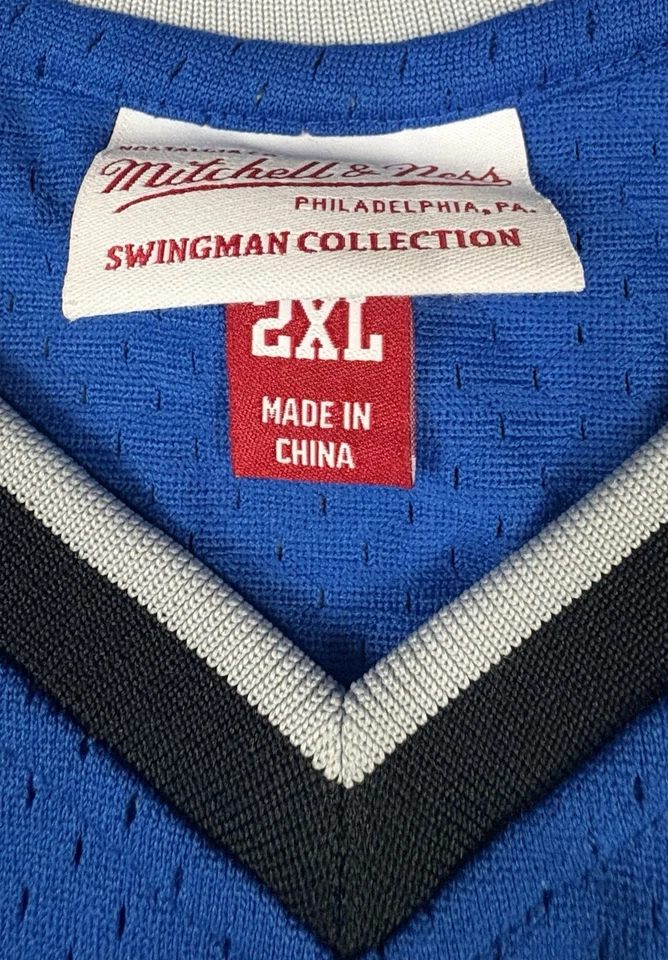 Mitchell & Ness
PHILADELPHIA, PA.
SWINGMAN COLLECTION
2XL
MADE IN
CHINA